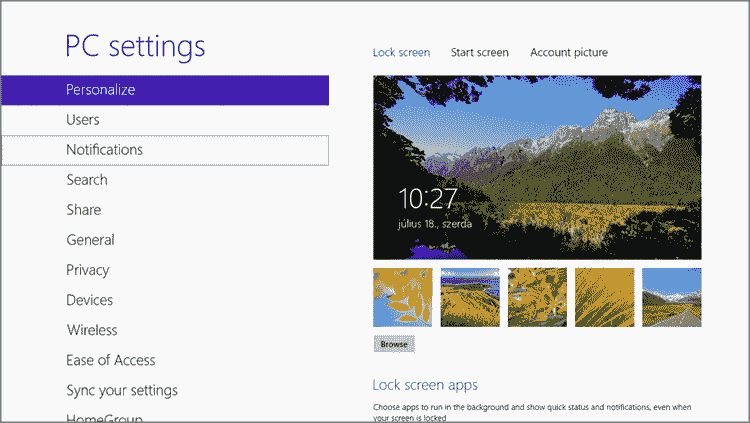 PC settings
Personalize
Users
Notifications
Search
Share
General
Privacy
Devices
Wireless
Ease of Access
Sync your settings
HomeGroup
Lock screen Start screen Account picture
10:27
július 18., szerda
Browse
Lock screen apps
Choose apps to run in the background and show quick status and notifications, even when
your screen is locked